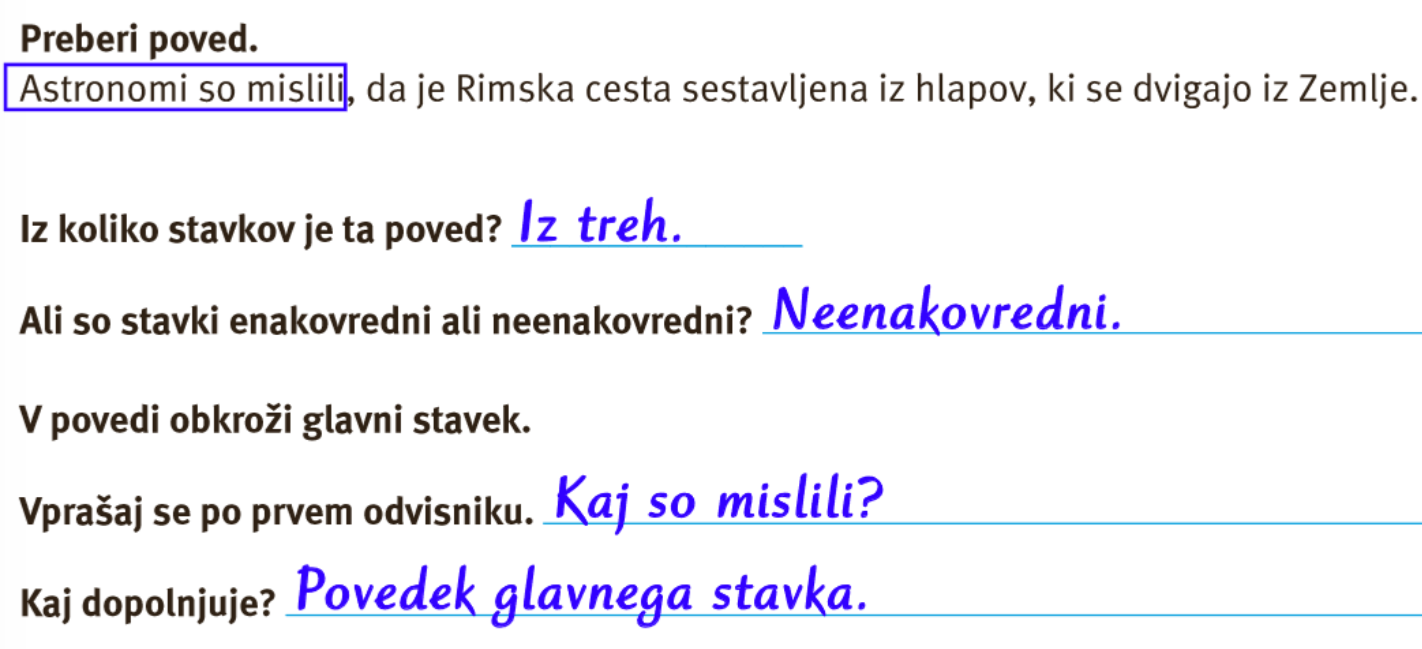 Preberi poved.
Astronomi so mislili, da je Rimska cesta sestavljena iz hlapov, ki se dvigajo iz Zemlje.
Iz koliko stavkov je ta poved? Iz treh.
Ali so stavki enakovredni ali neenakovredni? Neenakovredni.
V povedi obkroži glavni stavek.
Vprašaj se po prvem odvisniku. Kaj so mislili?
Kaj dopolnjuje? Povedek glavnega stavka.